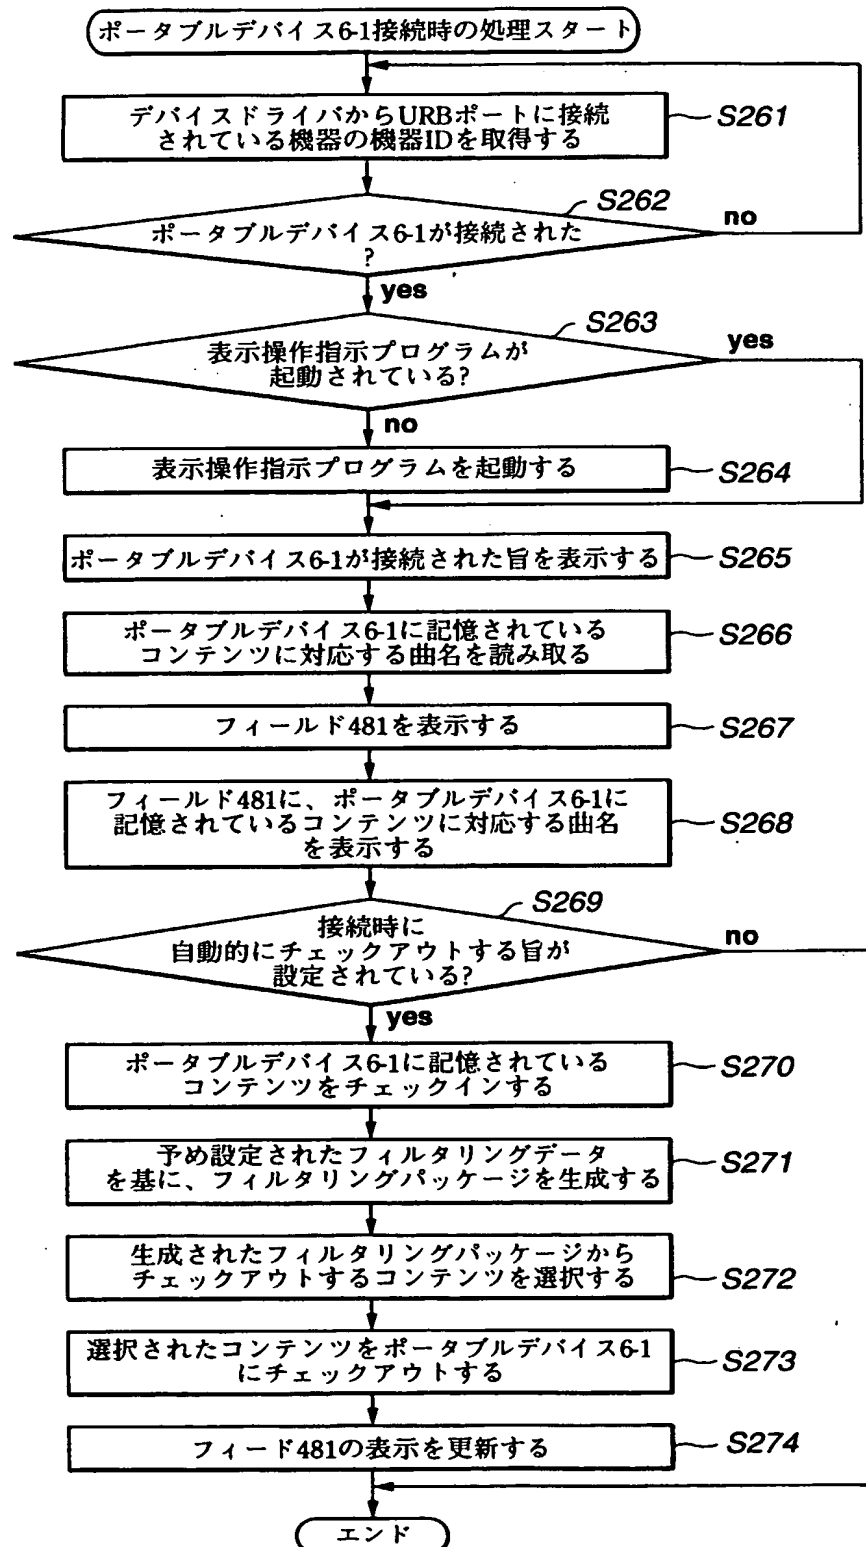 ポータブルデバイス6-1接続時の処理スタート
デバイスドライバからURBポートに接続
されている機器の機器IDを取得する
S261
S262
no
ポータブルデバイス6-1が接続された
?
yes
S263
yes
表示操作指示プログラムが
起動されている?
no
表示操作指示プログラムを起動する
S264
ポータブルデバイス6-1が接続された旨を表示する
S265
ポータブルデバイス6-1に記憶されている
コンテンツに対応する曲名を読み取る
S266
フィールド481を表示する
S267
フィールド481に、ポータブルデバイス6-1に
記憶されているコンテンツに対応する曲名
を表示する
S268
S269
no
接続時に
自動的にチェックアウトする旨が
設定されている?
yes
ポータブルデバイス6-1に記憶されている
コンテンツをチェックインする
S270
予め設定されたフィルタリングデータ
を基に、フィルタリングパッケージを生成する
S271
生成されたフィルタリングパッケージから
チェックアウトするコンテンツを選択する
S272
選択されたコンテンツをポータブルデバイス6-1
にチェックアウトする
S273
フィード481の表示を更新する
S274
エンド